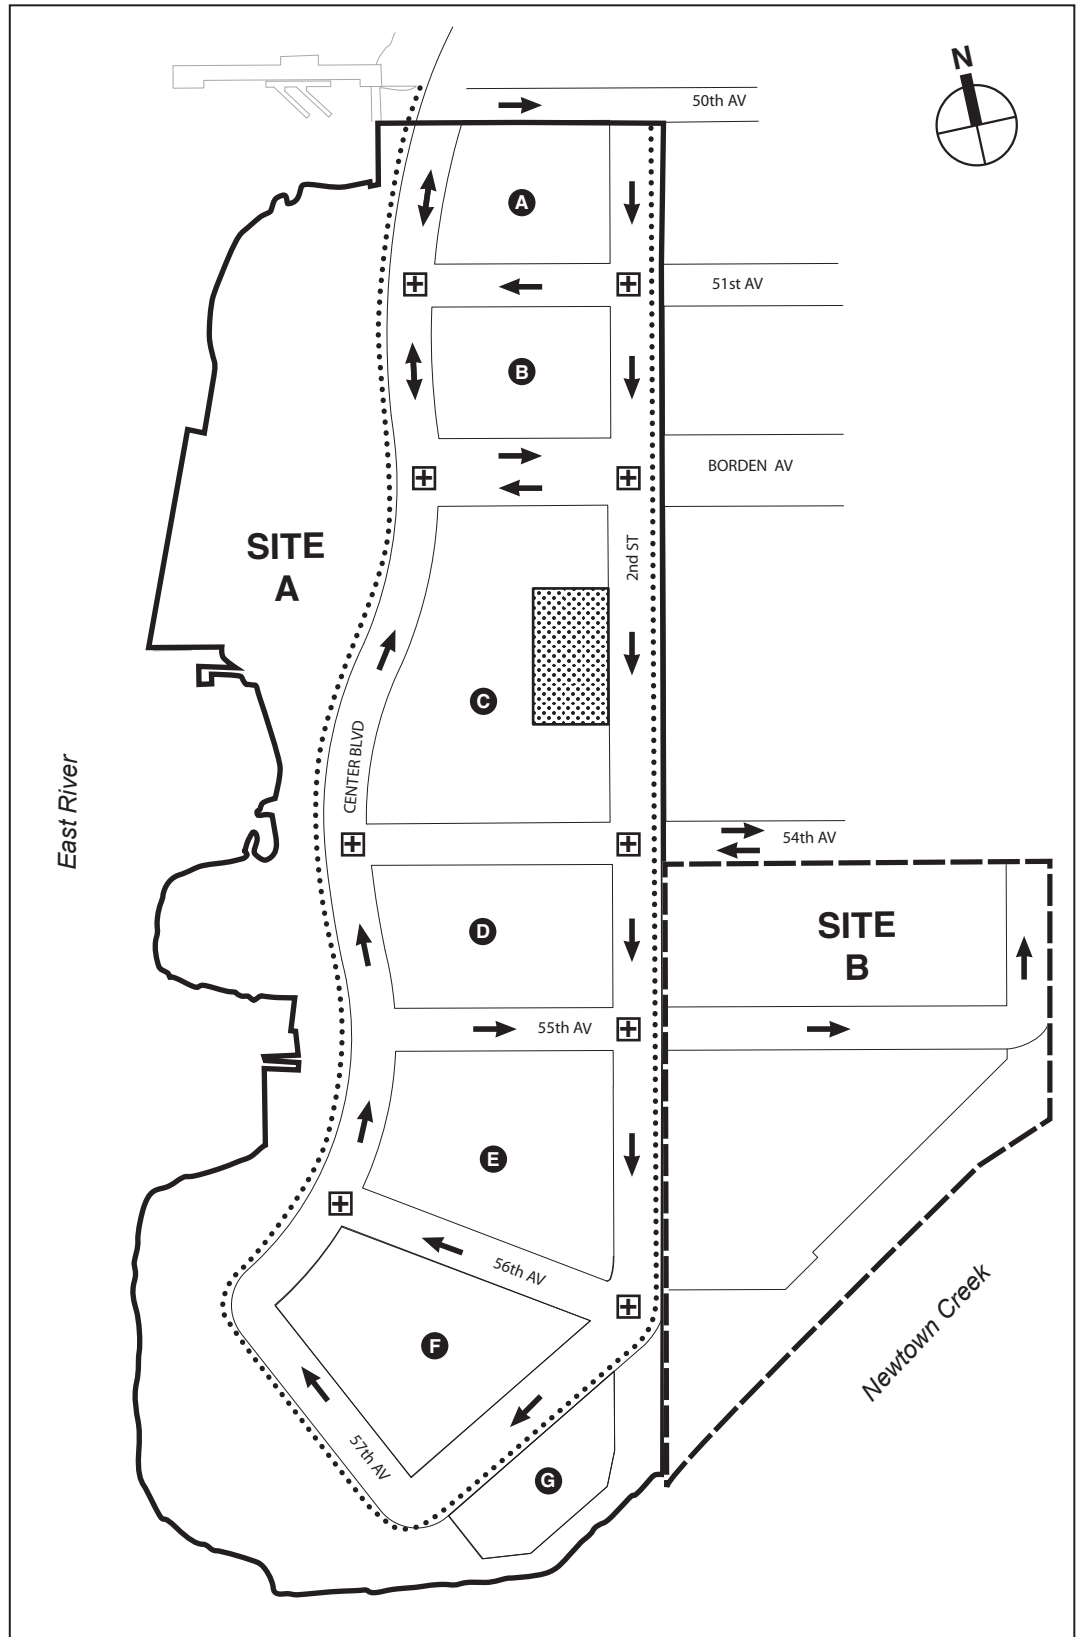 N
50th AV
A
51st AV
B
BORDEN AV
SITE
A
2nd ST
C
CENTER BLVD
East River
54th AV
D
SITE
B
55th AV
E
56th AV
Newtown Creek
F
57th AV
G